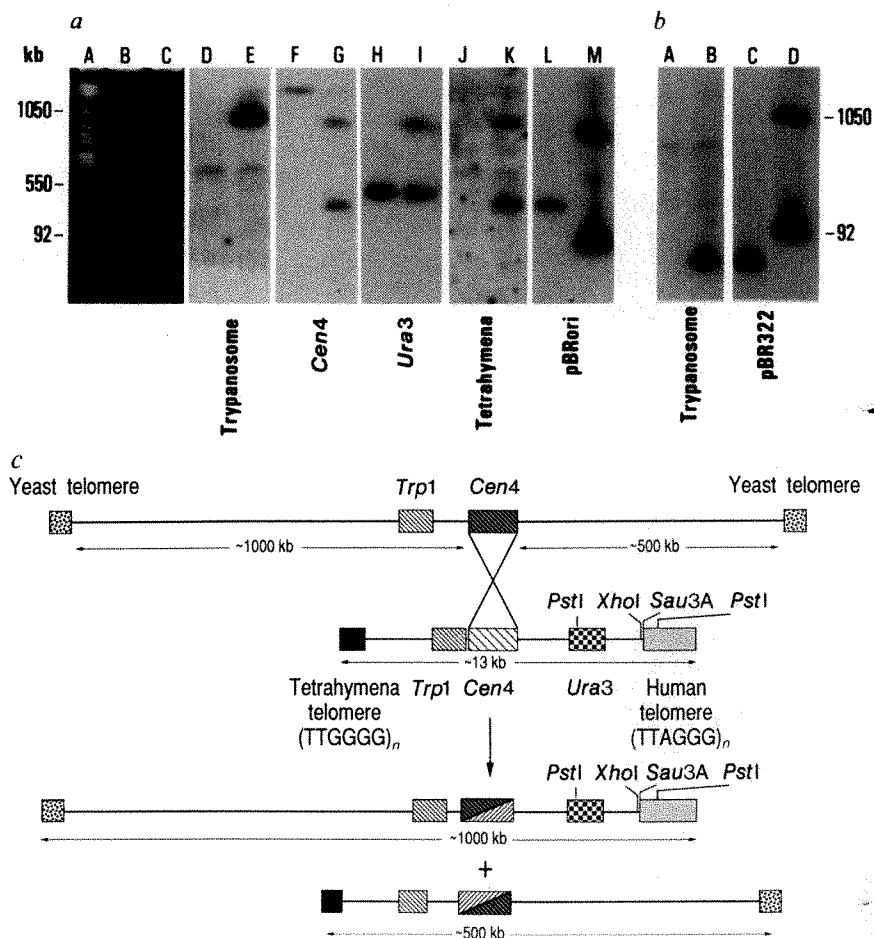 a
b
kb
A B C D E F G H I J K L M
A B C D
1050 -
550 -
92 -
- 1050
- 92
Trypanosome
Cen4
Ura3
Tetrahymena
pBRori
Trypanosome
pBR322
c
Yeast telomere
Trp1
Cen4
Yeast telomere
~1000 kb
~500 kb
PstI XhoI Sau3A PstI
~13 kb
Tetrahymena telomere (TTGGGG)n
Trp1
Cen4
Ura3
Human telomere (TTAGGG)n
PstI XhoI Sau3A PstI
~1000 kb
+
~500 kb